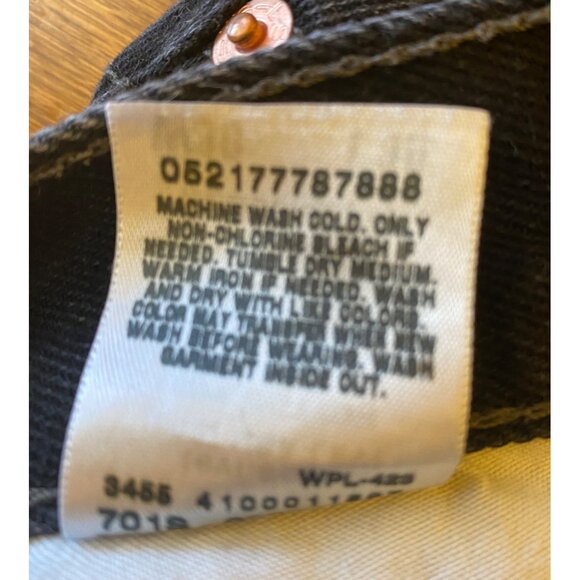 052177787888
MACHINE WASH COLD. ONLY
NON-CHLORINE BLEACH IF
NEEDED. TUMBLE DRY MEDIUM.
WARM IRON IF NEEDED. WASH
AND DRY WITH LIKE COLORS.
COLOR MAY TRANSFER WHEN NEW
WASH BEFORE WEARING. WASH
GARMENT INSIDE OUT.
WPL-423
3455